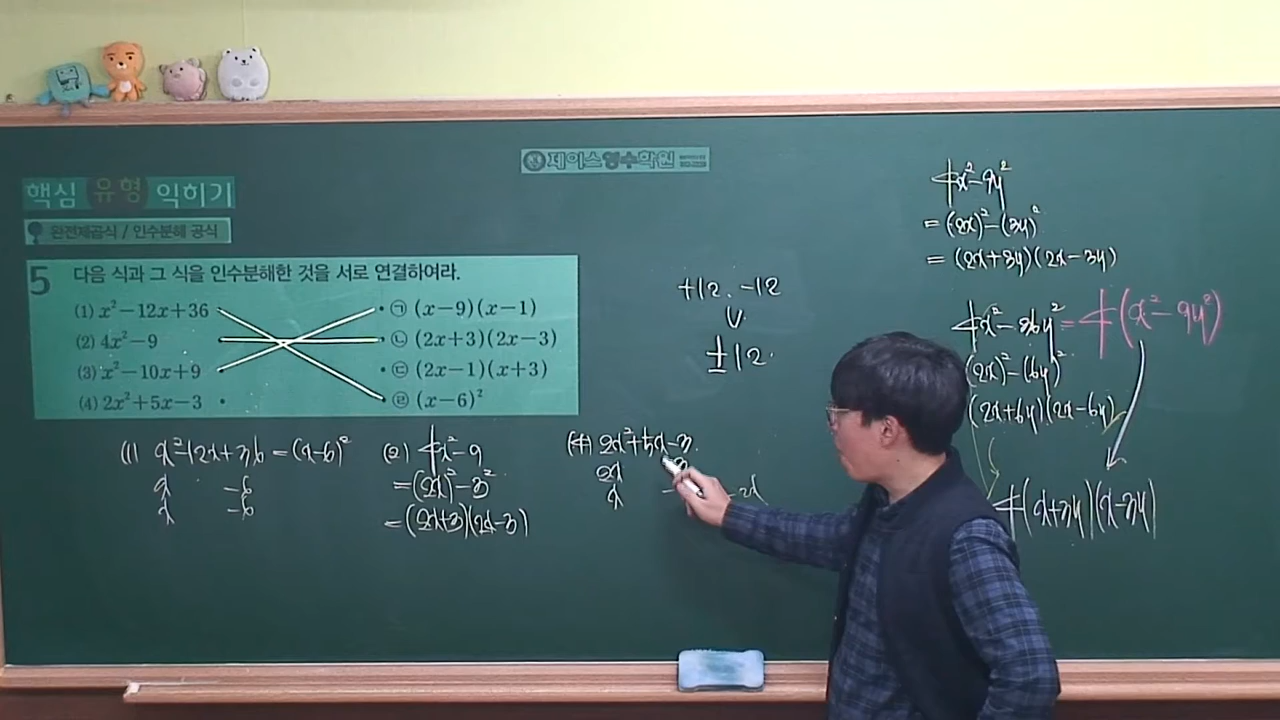 제이스영수학원
핵심 유형 익히기
완전제곱식 / 인수분해 공식
5 다음 식과 그 식을 인수분해한 것을 서로 연결하여라.
(1) x²－12x＋36 • • ㉠ (x－9)(x－1)
(2) 4x²－9 • ㉡ (2x＋3)(2x－3)
(3) x²－10x＋9 • • ㉢ (2x－1)(x＋3)
(4) 2x²＋5x－3 • • ㉣ (x－6)²
(1) x²-12x+36=(x-6)²
x -6
x -6
(2) 4x²-9
=(2x)²-3²
=(2x+3)(2x-3)
(4) 2x²+5x-3
2x
x -2x
+12. -12
±12.
4x²-9y²
=(2x)²-(3y)²
=(2x+3y)(2x-3y)
4x²-36y²=4(x²-9y²)
(2x)²-(6y)²
(2x+6y)(2x-6y)
4(x+3y)(x-3y)